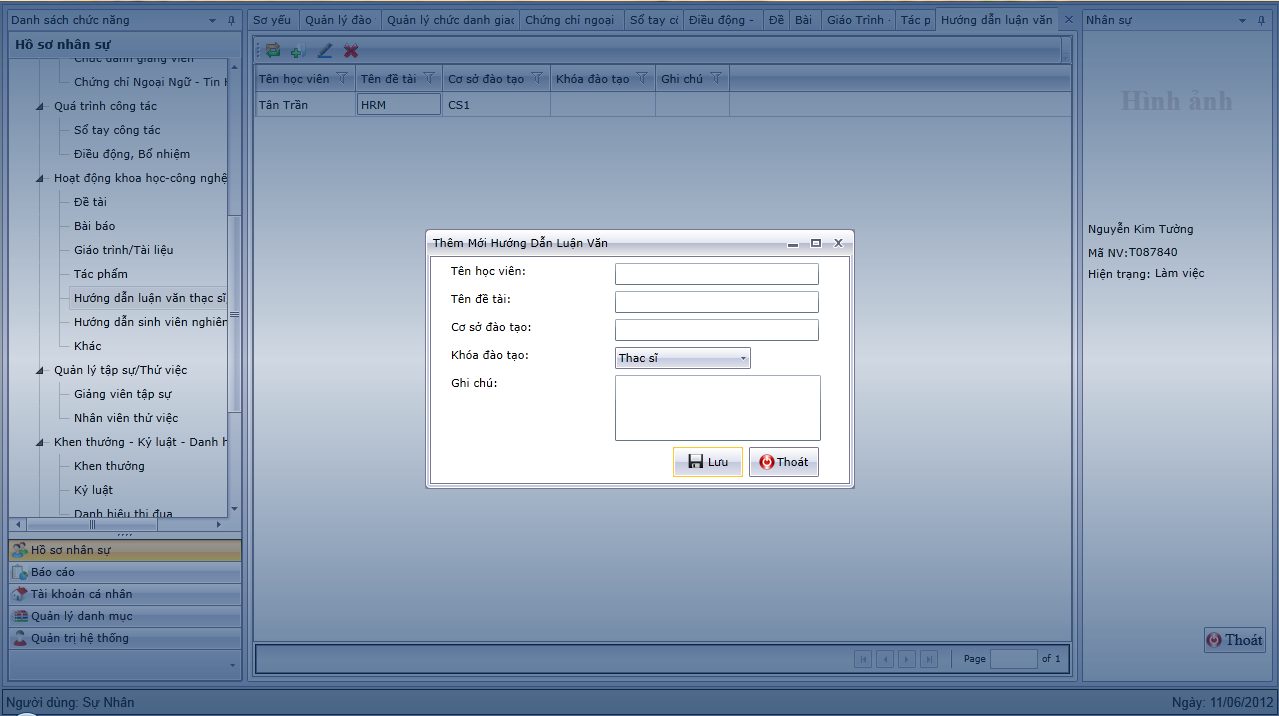 Danh sách chức năng
Hồ sơ nhân sự
Chức danh giảng viên
Chứng chỉ Ngoại Ngữ - Tin
Quá trình công tác
Sổ tay công tác
Điều động, Bổ nhiệm
Hoạt động khoa học-công nghệ
Đề tài
Bài báo
Giáo trình/Tài liệu
Tác phẩm
Hướng dẫn luận văn thạc sĩ
Hướng dẫn sinh viên nghiên
Khác
Quản lý tập sự/Thử việc
Giảng viên tập sự
Nhân viên thử việc
Khen thưởng - Kỷ luật - Danh
Khen thưởng
Kỷ luật
Danh hiệu thi đua
Hồ sơ nhân sự
Báo cáo
Tài khoản cá nhân
Quản lý danh mục
Quản trị hệ thống
Sơ yếu Quản lý đào Quản lý chức danh giao Chứng chỉ ngoại Sổ tay Điều động - Đề Bài Giáo Trình Tác Hướng dẫn luận văn
Tên học viên Tên đề tài Cơ sở đào tạo Khóa đào tạo Ghi chú
Tân Trần HRM CS1
Thêm Mới Hướng Dẫn Luận Văn
Tên học viên:
Tên đề tài:
Cơ sở đào tạo:
Khóa đào tạo: Thac sĩ
Ghi chú:
Lưu Thoát
Page of 1
Nhân sự
Hình ảnh
Nguyễn Kim Tường
Mã NV:T087840
Hiện trạng: Làm việc
Thoát
Người dùng: Sự Nhân
Ngày: 11/06/2012